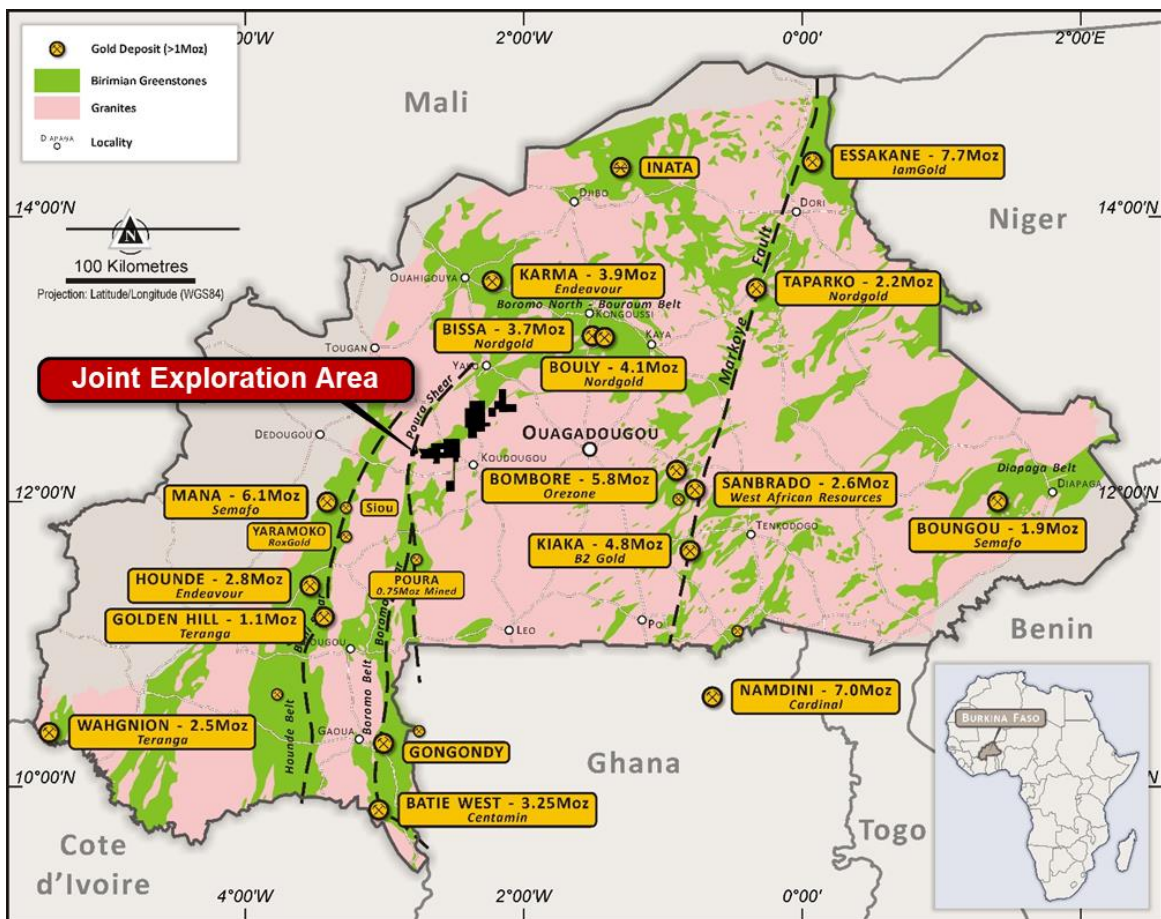 Gold Deposit (>1Moz)
Birimian Greenstones
Granites
DIAPAGA
Locality
4°00'W
2°00'W
0°00'
2°00'E
Mali
Niger
Benin
Togo
Ghana
Cote
d'Ivoire
14°00'N
14°00'N
N
100 Kilometres
Projection: Latitude/Longitude (WGS84)
INATA
ESSAKANE - 7.7Moz
IamGold
DJIBO
DORI
OUAHIGOUYA
KARMA - 3.9Moz
Endeavour
Boromo North - Bouroum Belt
KONGOUSSI
TAPARKO - 2.2Moz
Nordgold
Markoye Fault
BISSA - 3.7Moz
Nordgold
KAYA
TOUGAN
BOULY - 4.1Moz
Nordgold
Joint Exploration Area
Poura Shear
DEDOUGOU
OUAGADOUGOU
KOUDOUGOU
BOMBORE - 5.8Moz
Orezone
SANBRADO - 2.6Moz
West African Resources
Diapaga Belt
DIAPAGA
12°00'N
12°00'N
MANA - 6.1Moz
Semafo
Siou
BOUNGOU - 1.9Moz
Semafo
YARAMOKO
RoxGold
TENKODOGO
KIAKA - 4.8Moz
B2 Gold
POURA
0.75Moz Mined
HOUNDE - 2.8Moz
Endeavour
GOLDEN HILL - 1.1Moz
Teranga
LEO
PO
NAMDINI - 7.0Moz
Cardinal
WAHGNION - 2.5Moz
Teranga
Hounde Belt
Boromo Belt
GAOUA
GONGONDY
BATIE WEST - 3.25Moz
Centamin
10°00'N
10°00'N
BURKINA FASO
4°00'W
2°00'W
0°00'
2°00'E